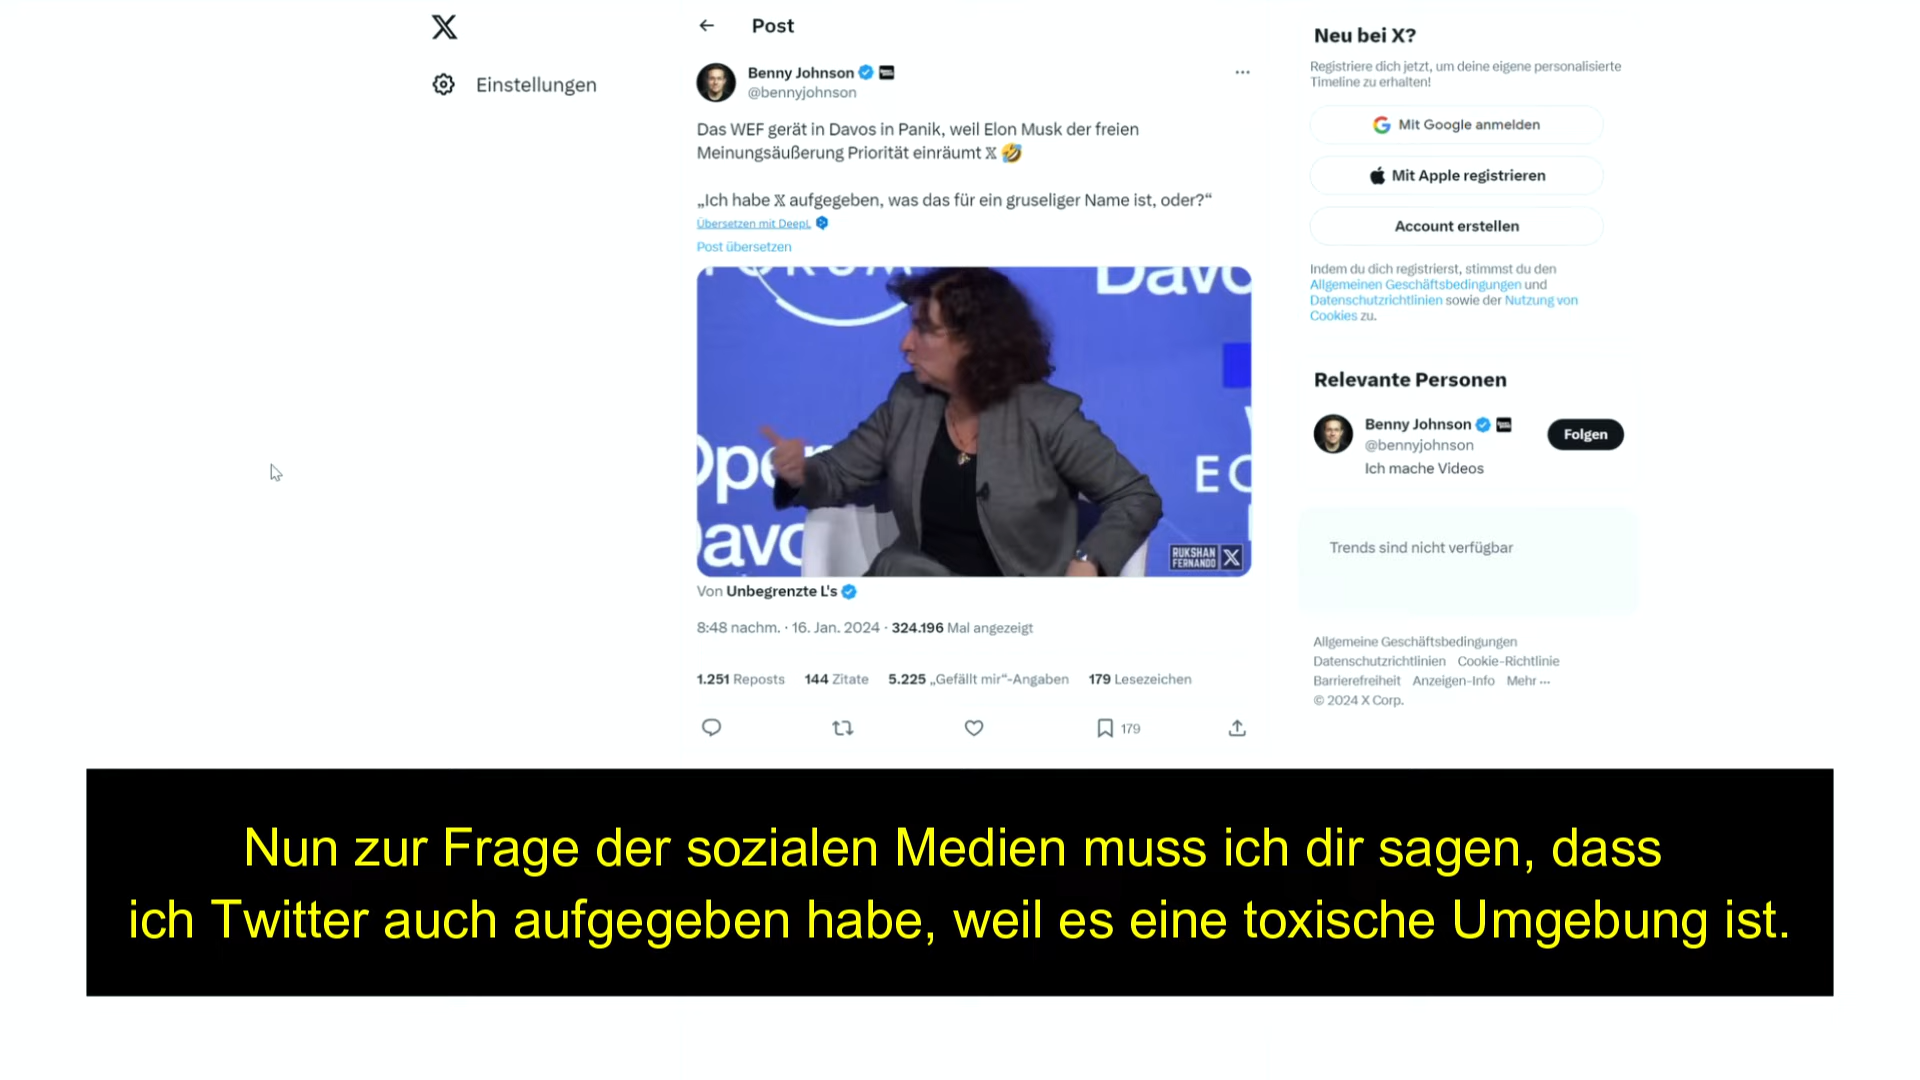 Post
Einstellungen
Benny Johnson
@bennyjohnson
Das WEF gerät in Davos in Panik, weil Elon Musk der freien
Meinungsäußerung Priorität einräumt 𝕏 🤣
„Ich habe 𝕏 aufgegeben, was das für ein gruseliger Name ist, oder?“
Übersetzen mit DeepL
Post übersetzen
FORUM
Davo
Ope
Davo
EC
RUKSHAN
FERNANDO X
Von Unbegrenzte L's
8:48 nachm. · 16. Jan. 2024 · 324.196 Mal angezeigt
1.251 Reposts 144 Zitate 5.225 „Gefällt mir“-Angaben 179 Lesezeichen
179
Neu bei X?
Registriere dich jetzt, um deine eigene personalisierte
Timeline zu erhalten!
Mit Google anmelden
Mit Apple registrieren
Account erstellen
Indem du dich registrierst, stimmst du den
Allgemeinen Geschäftsbedingungen und
Datenschutzrichtlinien sowie der Nutzung von
Cookies zu.
Relevante Personen
Benny Johnson
@bennyjohnson
Folgen
Ich mache Videos
Trends sind nicht verfügbar
Allgemeine Geschäftsbedingungen
Datenschutzrichtlinien Cookie-Richtlinie
Barrierefreiheit Anzeigen-Info Mehr ···
© 2024 X Corp.
Nun zur Frage der sozialen Medien muss ich dir sagen, dass
ich Twitter auch aufgegeben habe, weil es eine toxische Umgebung ist.